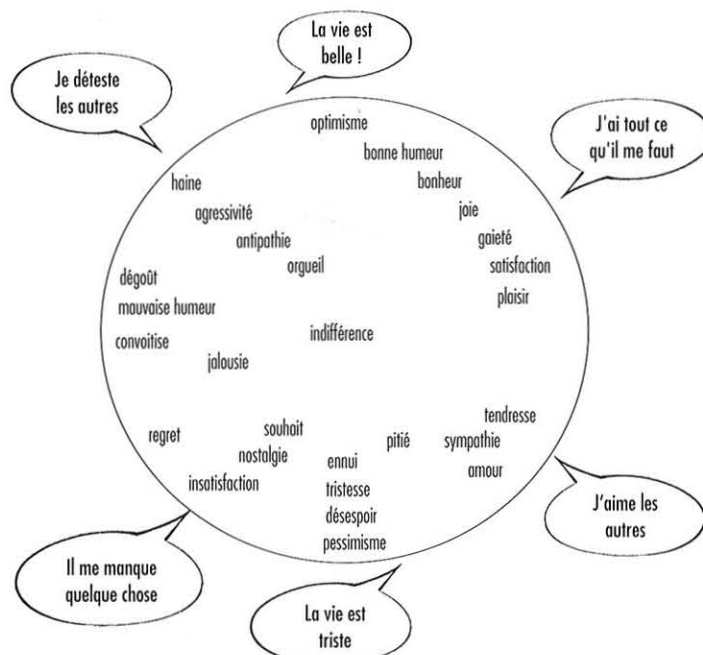 La vie est
belle !
Je déteste
les autres
J'ai tout ce
qu'il me faut
optimisme
bonne humeur
bonheur
joie
gaieté
satisfaction
plaisir
haine
agressivité
antipathie
orgueil
dégoût
mauvaise humeur
convoitise
jalousie
indifférence
regret
souhait
nostalgie
insatisfaction
ennui
tristesse
désespoir
pessimisme
pitié
tendresse
sympathie
amour
J'aime les
autres
Il me manque
quelque chose
La vie est
triste